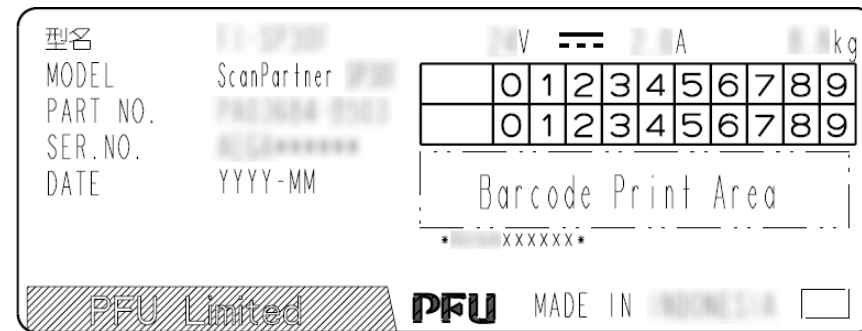 型名
MODEL ScanPartner
PART NO.
SER.NO.
DATE YYYY-MM
V A kg
0 1 2 3 4 5 6 7 8 9
0 1 2 3 4 5 6 7 8 9
Barcode Print Area
*XXXXXX*
PFU Limited
PFU MADE IN